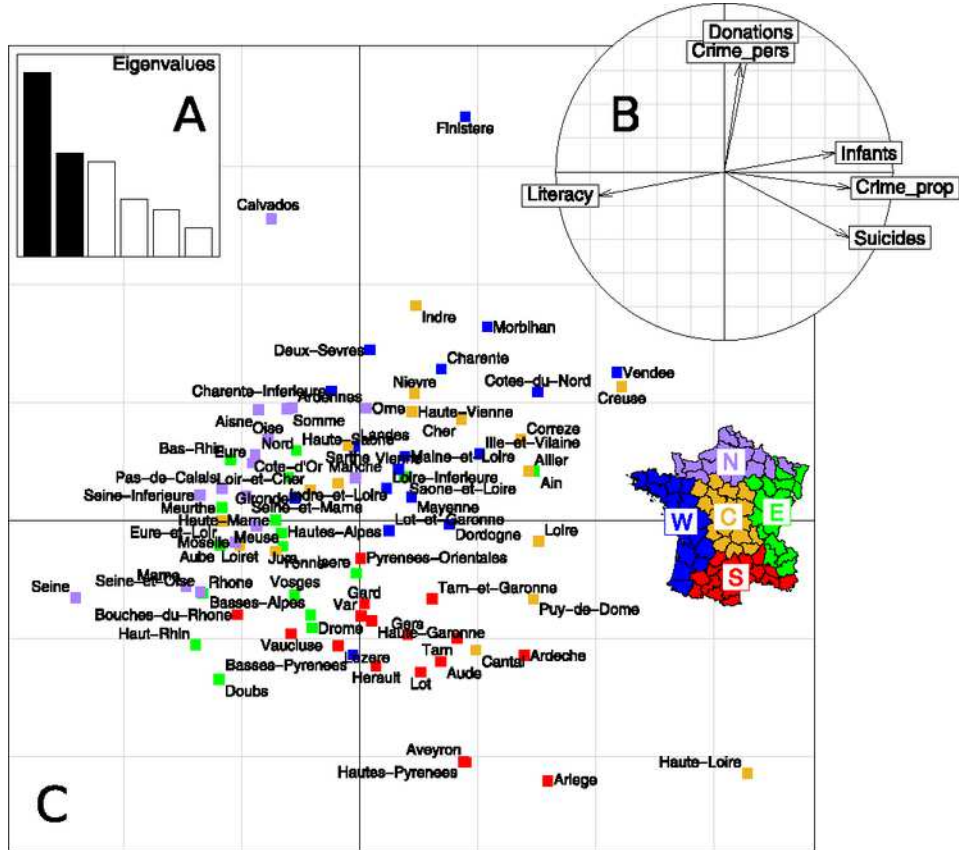 Eigenvalues
A
B
Donations
Crime_pers
Infants
Literacy
Crime_prop
Suicides
Finistere
Calvados
Indre
Morbihan
Deux-Sevres
Charente
Vendee
Nievre
Cotes-du-Nord
Creuse
Charente-Inferieure
Ardennes
Aisne
Somme
Orne
Haute-Vienne
Oise
Cher
Correze
Nord
Haute-Saone
Landes
Ille-et-Vilaine
Bas-Rhin
Eure
Sarthe
Vienne
Maine-et-Loire
Allier
Cote-d'Or
Manche
Pas-de-Calais
Loir-et-Cher
Loire-Inferieure
Ain
Seine-Inferieure
Gironde
Indre-et-Loire
Saone-et-Loire
Meurthe
Seine-et-Marne
Mayenne
Haute-Marne
Lot-et-Garonne
Eure-et-Loir
Meuse
Hautes-Alpes
Dordogne
Loire
Moselle
Aube
Loiret
Jura
Yonne
Isere
Pyrenees-Orientales
Marne
Seine
Seine-et-Oise
Rhone
Vosges
Gard
Tarn-et-Garonne
Basses-Alpes
Var
Puy-de-Dome
Bouches-du-Rhone
Gers
Haut-Rhin
Drome
Haute-Garonne
Vaucluse
Tarn
Lozere
Basses-Pyrenees
Cantal
Ardeche
Herault
Aude
Doubs
Lot
Aveyron
Hautes-Pyrenees
Ariege
Haute-Loire
N
W
C
E
S
C